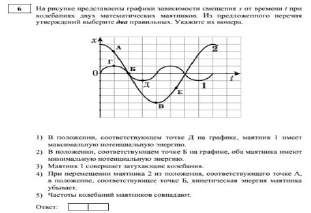 6
На рисунке представлены графики зависимости смещения x от времени t при
колебаниях двух математических маятников. Из предложенного перечня
утверждений выберите два правильных. Укажите их номера.
x
А
2
Г
Б
0
Д
Е
1
t
В
1) В положении, соответствующем точке Д на графике, маятник 1 имеет
максимальную потенциальную энергию.
2) В положении, соответствующем точке Б на графике, оба маятника имеют
минимальную потенциальную энергию.
3) Маятник 1 совершает затухающие колебания.
4) При перемещении маятника 2 из положения, соответствующего точке А,
в положение, соответствующее точке Б, кинетическая энергия маятника
убывает.
5) Частоты колебаний маятников совпадают.
Ответ: